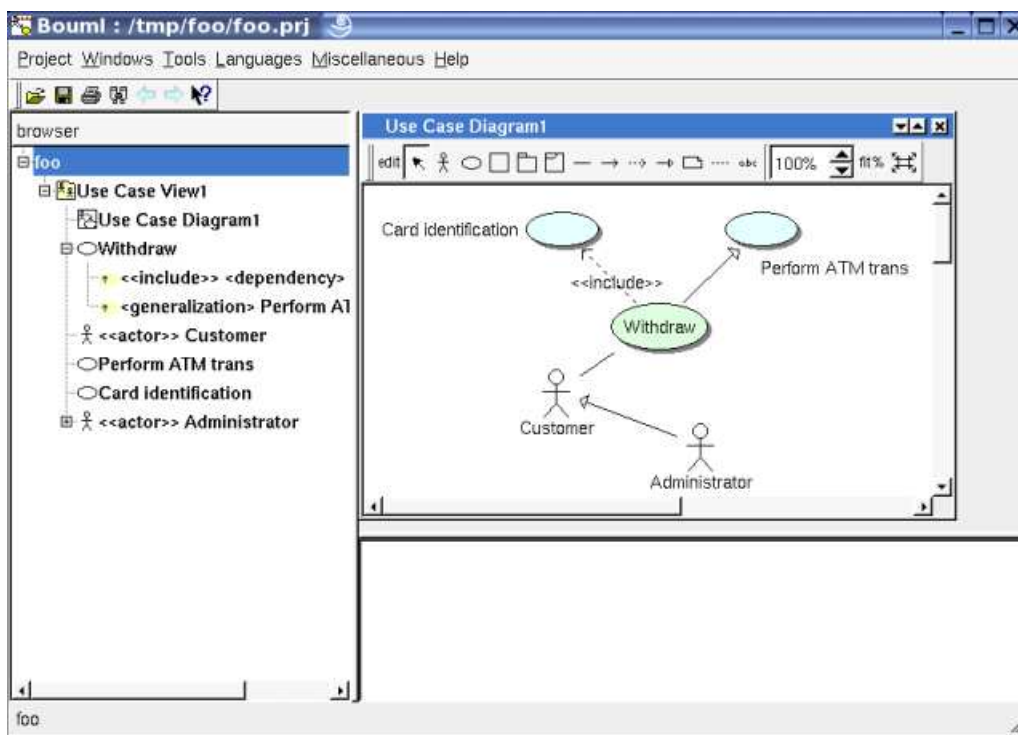 Bouml : /tmp/foo/foo.prj
Project Windows Tools Languages Miscellaneous Help
browser
foo
Use Case View1
Use Case Diagram1
Withdraw
<<include>> <dependency>
<generalization> Perform AT
<<actor>> Customer
Perform ATM trans
Card identification
<<actor>> Administrator
Use Case Diagram1
edit abc 100% fit%
Card identification
Perform ATM trans
<<include>>
Withdraw
Customer
Administrator
foo